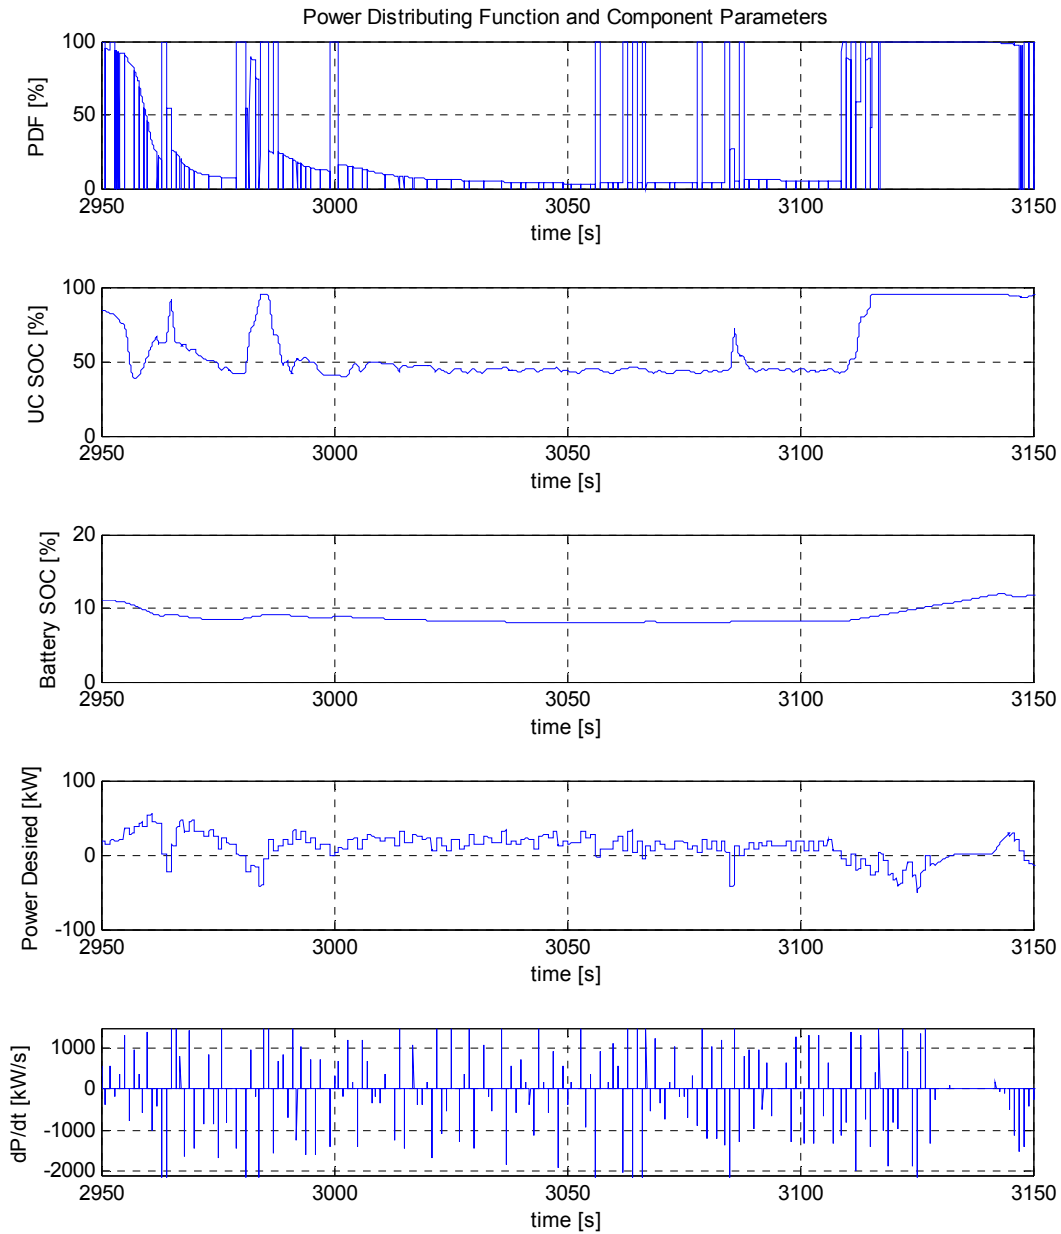 Power Distributing Function and Component Parameters
100
50
0
PDF [%]
2950 3000 3050 3100 3150
time [s]
100
50
0
UC SOC [%]
2950 3000 3050 3100 3150
time [s]
20
10
0
Battery SOC [%]
2950 3000 3050 3100 3150
time [s]
100
0
-100
Power Desired [kW]
2950 3000 3050 3100 3150
time [s]
1000
0
-1000
-2000
dP/dt [kW/s]
2950 3000 3050 3100 3150
time [s]